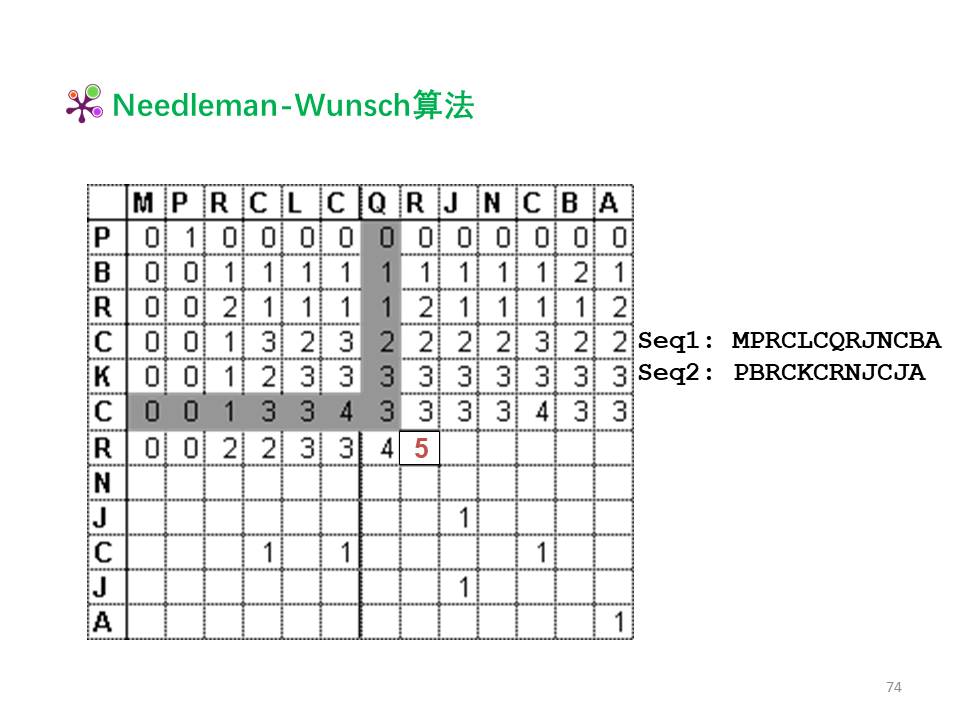 Needleman-Wunsch算法
M P R C L C Q R J N C B A
P 0 1 0 0 0 0 0 0 0 0 0 0 0
B 0 0 1 1 1 1 1 1 1 1 1 2 1
R 0 0 2 1 1 1 1 2 1 1 1 1 2
C 0 0 1 3 2 3 2 2 2 2 3 2 2
Seq1: MPRCLCQRJNCBA
K 0 0 1 2 3 3 3 3 3 3 3 3 3
Seq2: PBRCKCRNJCJA
C 0 0 1 3 3 4 3 3 3 3 4 3 3
R 0 0 2 2 3 3 4 5
N
J 1
C 1 1 1
J 1
A 1
74